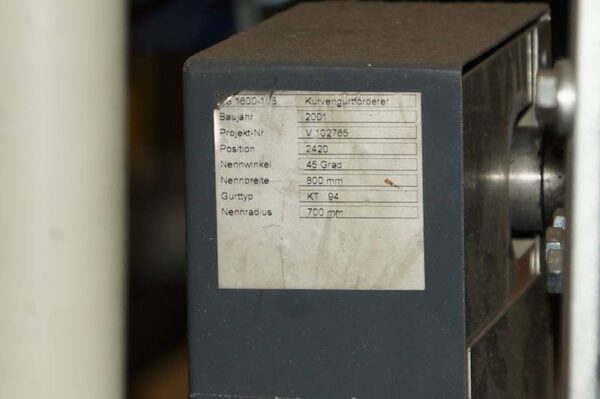 1600-1/5 Kurvengurtförderer
Baujahr 2001
Projekt-Nr V 102765
Position 2420
Nennwinkel 45 Grad
Nennbreite 800 mm
Gurttyp KT 94
Nennradius 700 mm